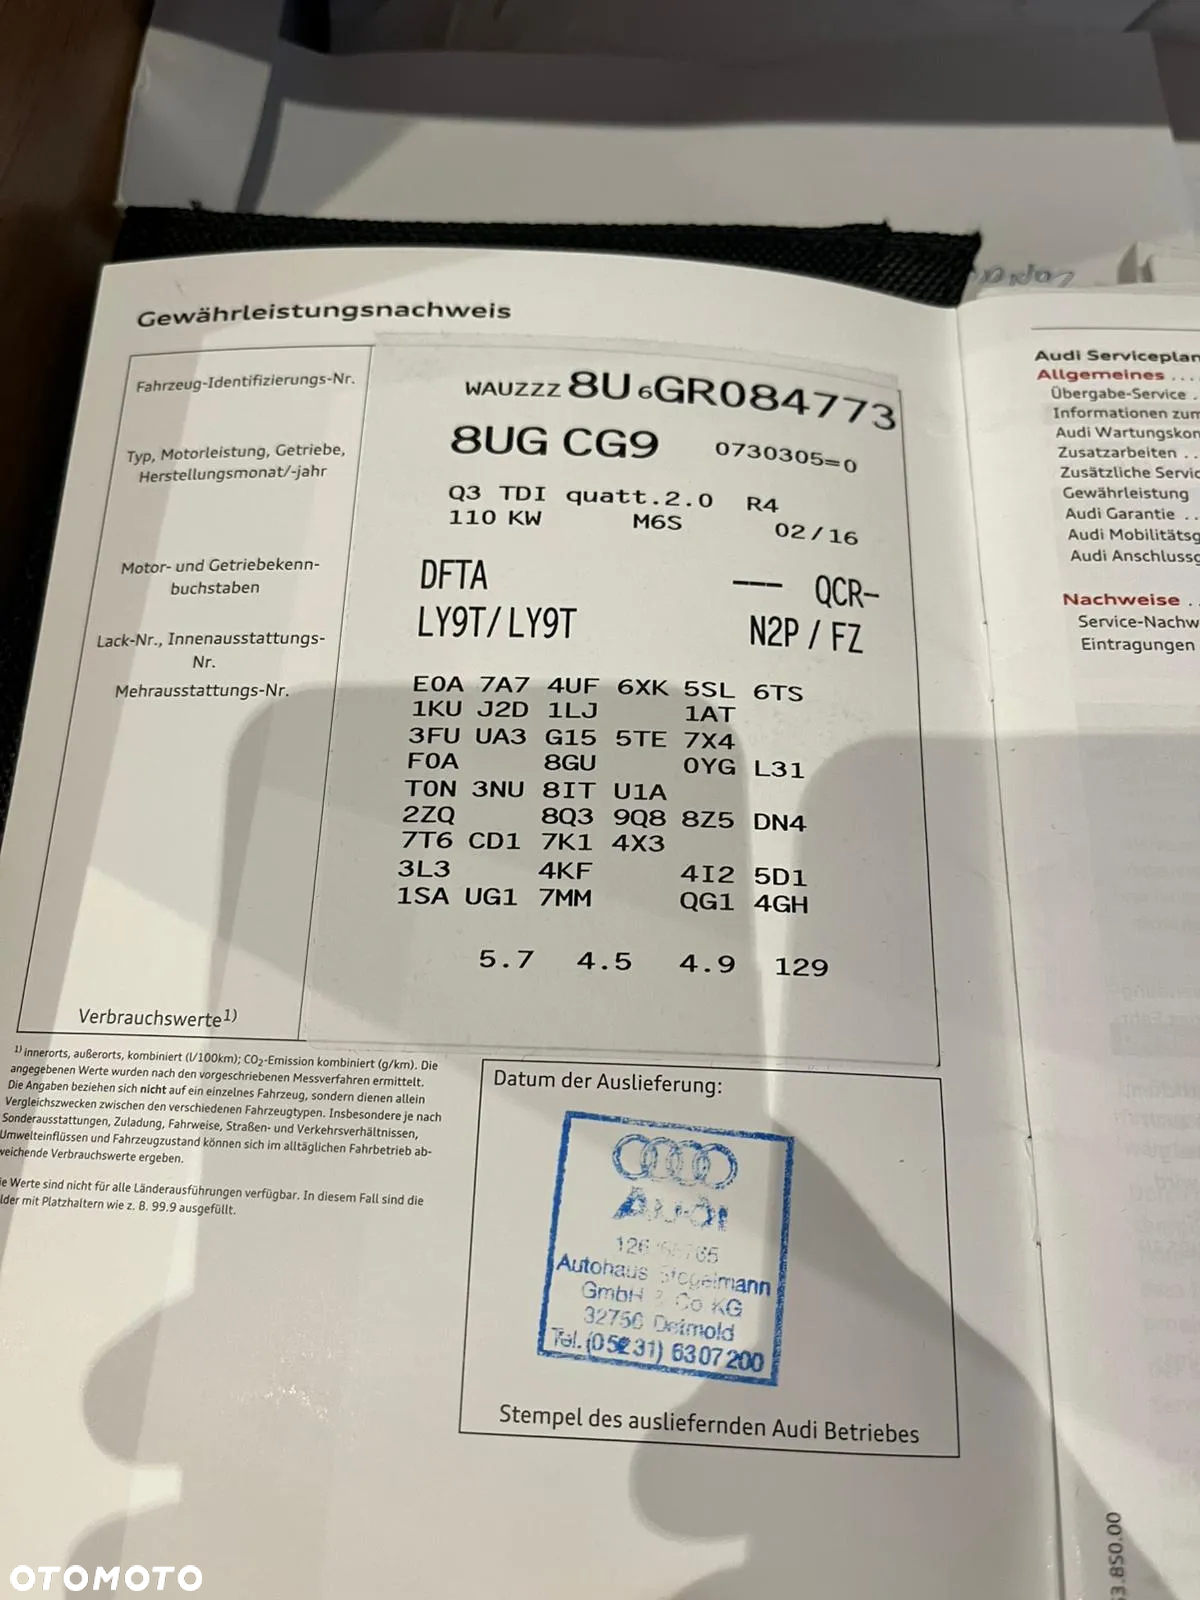 Gewährleistungsnachweis
Fahrzeug-Identifizierungs-Nr.
WAUZZZ 8U 6 GR084773
8UG CG9 0730305=0
Typ, Motorleistung, Getriebe,
Herstellungsmonat/-jahr
Q3 TDI quatt.2.0 R4
110 KW M6S 02/16
Motor- und Getriebekenn-
buchstaben
DFTA --- QCR-
LY9T/LY9T N2P / FZ
Lack-Nr., Innenausstattungs-
Nr.
Mehrausstattungs-Nr.
E0A 7A7 4UF 6XK 5SL 6TS
1KU J2D 1LJ 1AT
3FU UA3 G15 5TE 7X4
F0A 8GU 0YG L31
T0N 3NU 8IT U1A
2ZQ 8Q3 9Q8 8Z5 DN4
7T6 CD1 7K1 4X3
3L3 4KF 4I2 5D1
1SA UG1 7MM QG1 4GH
5.7 4.5 4.9 129
Verbrauchswerte1)
1) innerorts, außerorts, kombiniert (l/100km); CO2-Emission kombiniert (g/km). Die
angegebenen Werte wurden nach den vorgeschriebenen Messverfahren ermittelt.
Die Angaben beziehen sich nicht auf ein einzelnes Fahrzeug, sondern dienen allein
Vergleichszwecken zwischen den verschiedenen Fahrzeugtypen. Insbesondere je nach
Sonderausstattungen, Zuladung, Fahrweise, Straßen- und Verkehrsverhältnissen,
Umwelteinflüssen und Fahrzeugzustand können sich im alltäglichen Fahrbetrieb ab-
weichende Verbrauchswerte ergeben.
ie Werte sind nicht für alle Länderausführungen verfügbar. In diesem Fall sind die
lder mit Platzhaltern wie z. B. 99.9 ausgefüllt.
Datum der Auslieferung:
Audi
Autohaus Stegelmann
GmbH & Co KG
32756 Detmold
Tel. (05231) 6307200
Stempel des ausliefernden Audi Betriebes
Audi Serviceplan
Allgemeines . . .
Übergabe-Service .
Informationen zum
Audi Wartungskon
Zusatzarbeiten . .
Zusätzliche Servic
Gewährleistung
Audi Garantie . .
Audi Mobilitätsg
Audi Anschlussg
Nachweise . .
Service-Nachw
Eintragungen
3.850.00
OTOMOTO